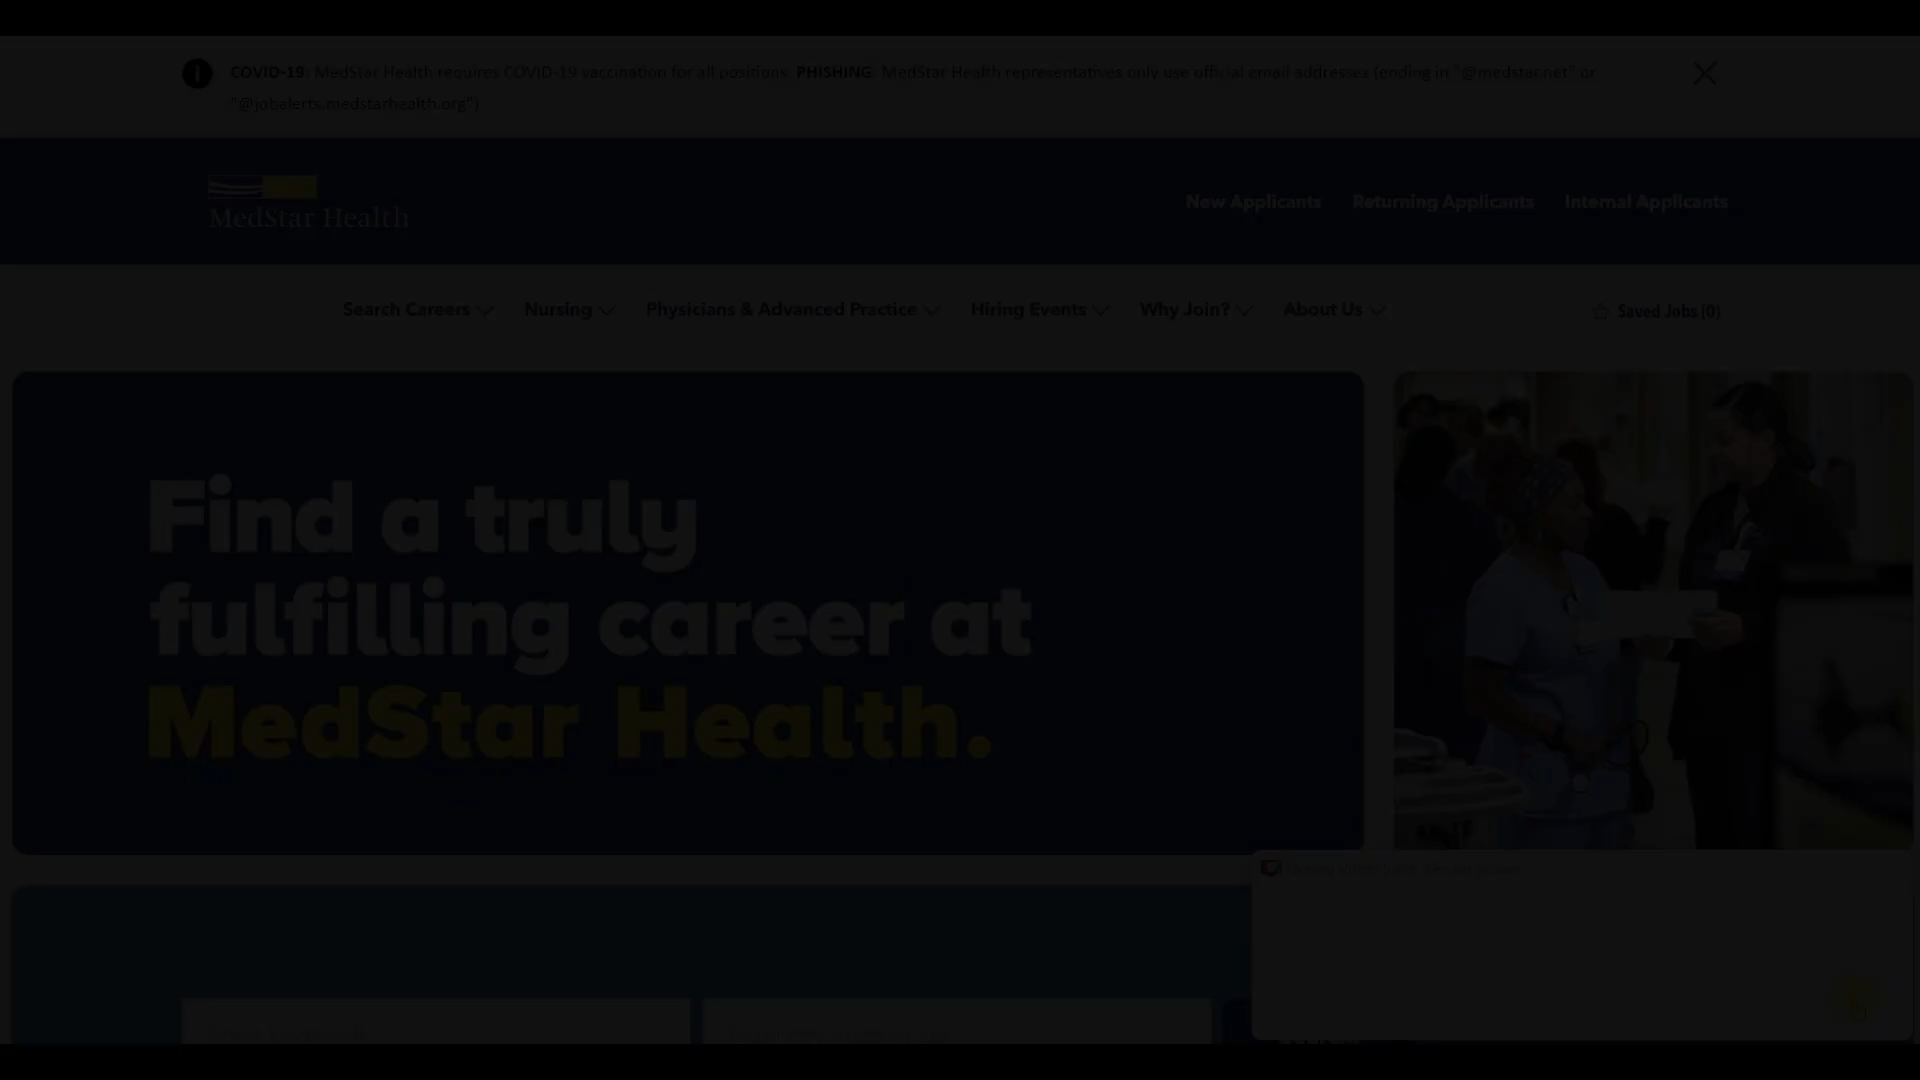 COVID-19: MedStar Health requires COVID-19 vaccination for all positions. PHISHING: MedStar Health representatives only use official email addresses (ending in "@medstar.net" or
"@jobalerts.medstarhealth.org")
MedStar Health
New Applicants Returning Applicants Internal Applicants
Search Careers Nursing Physicians & Advanced Practice Hiring Events Why Join? About Us Saved Jobs (0)
Find a truly
fulfilling career at
MedStar Health.